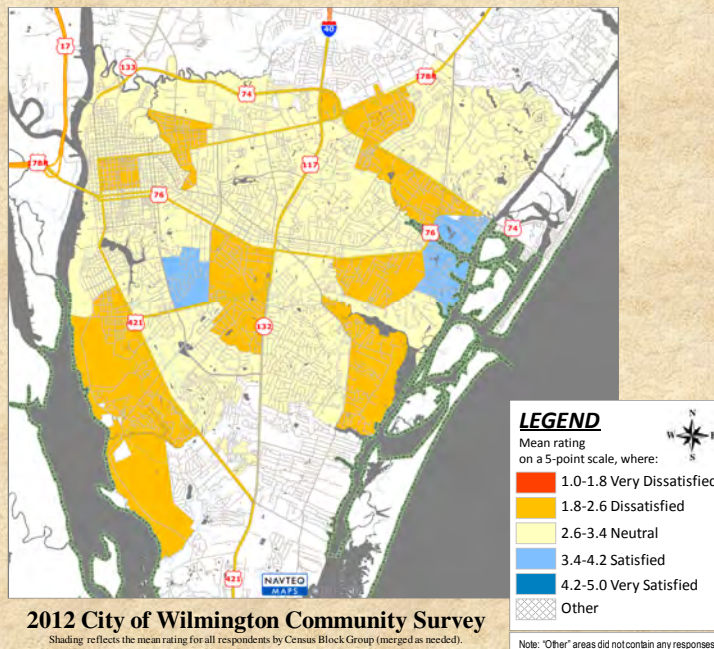 17
133
40
17BR
74
17BR
117
76
76
74
421
132
421
NAVTEQ
MAPS
LEGEND
N
W
E
S
Mean rating
on a 5-point scale, where:
1.0-1.8 Very Dissatisfied
1.8-2.6 Dissatisfied
2.6-3.4 Neutral
3.4-4.2 Satisfied
4.2-5.0 Very Satisfied
Other
2012 City of Wilmington Community Survey
Shading reflects the mean rating for all respondents by Census Block Group (merged as needed).
Note: "Other" areas did not contain any responses